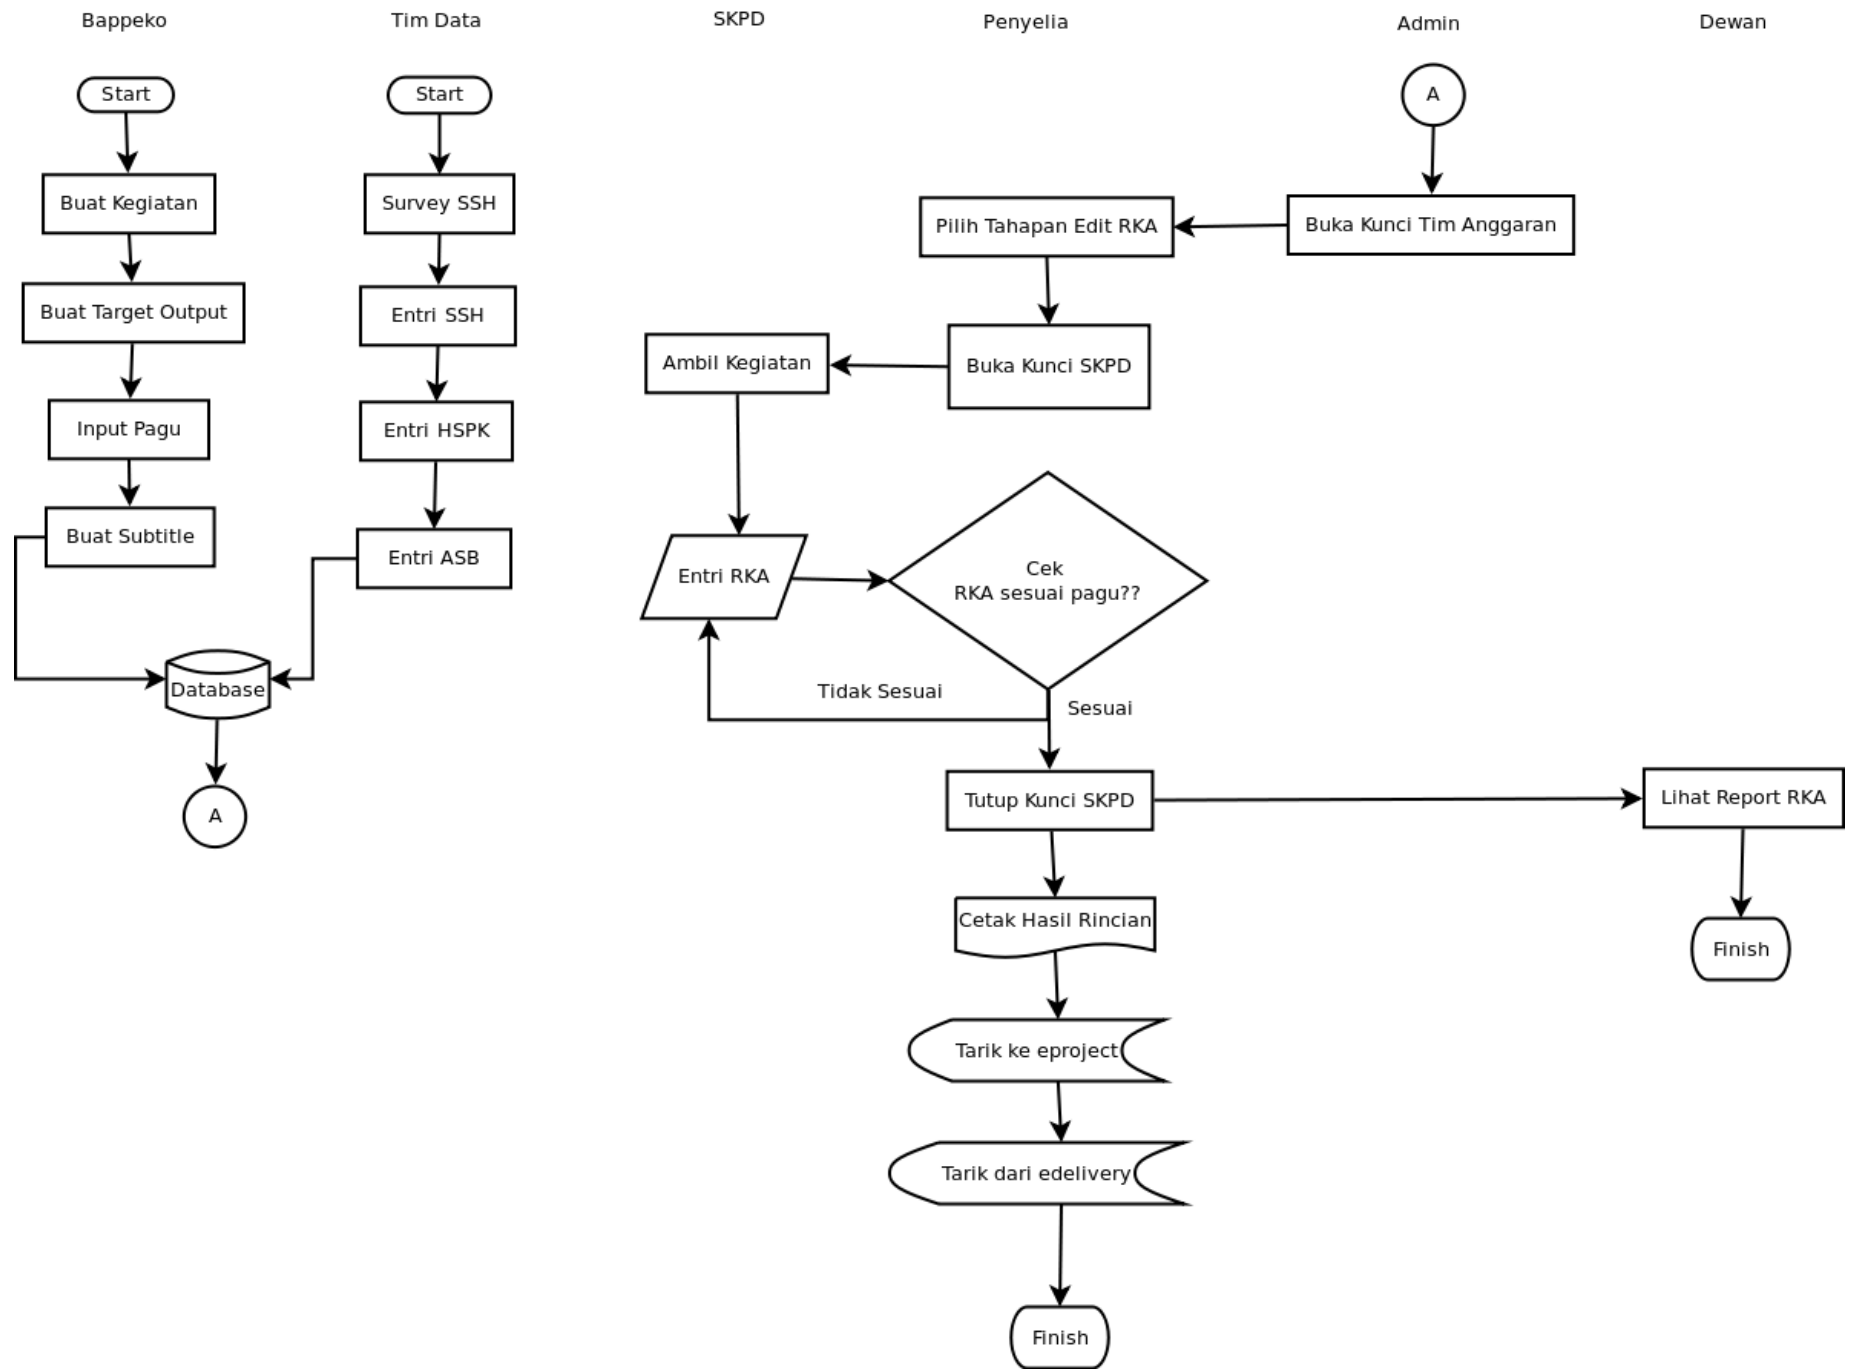 Bappeko
Tim Data
SKPD
Penyelia
Admin
Dewan
Start
Buat Kegiatan
Buat Target Output
Input Pagu
Buat Subtitle
Start
Survey SSH
Entri SSH
Entri HSPK
Entri ASB
Database
A
A
Buka Kunci Tim Anggaran
Pilih Tahapan Edit RKA
Buka Kunci SKPD
Ambil Kegiatan
Entri RKA
Cek
RKA sesuai pagu??
Tidak Sesuai
Sesuai
Tutup Kunci SKPD
Lihat Report RKA
Finish
Cetak Hasil Rincian
Tarik ke eproject
Tarik dari edelivery
Finish